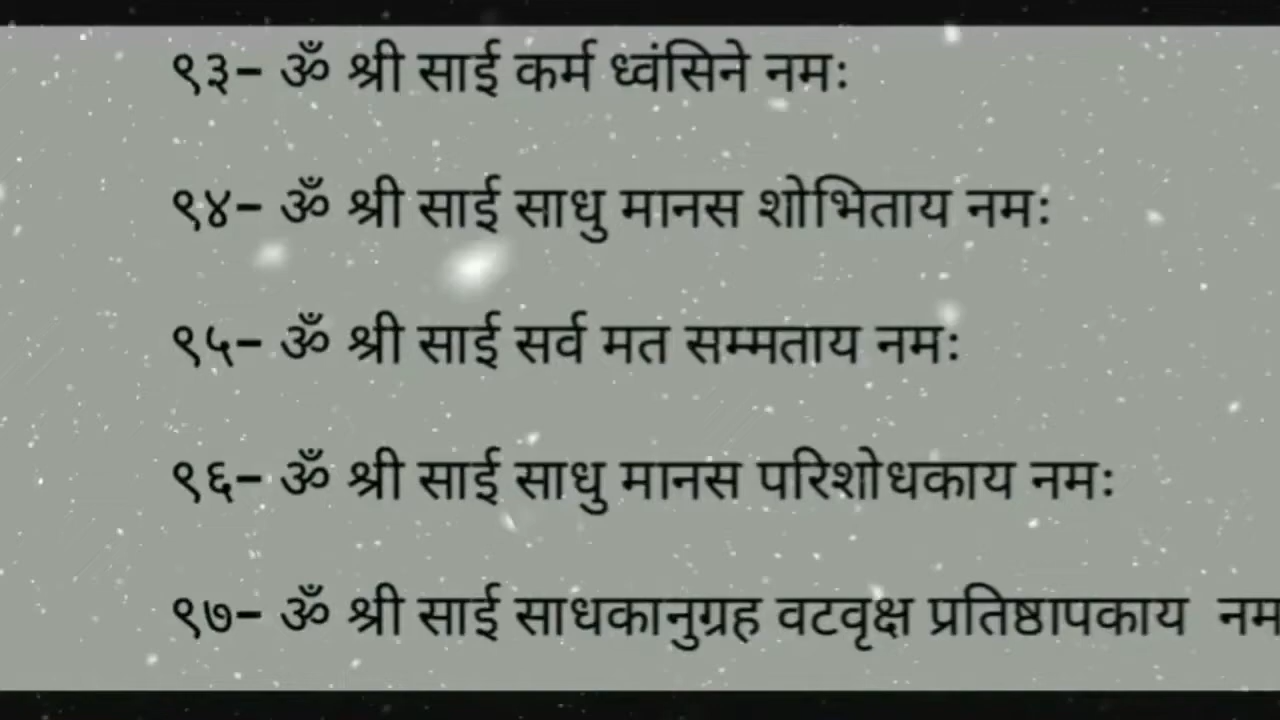 ९३– ॐ श्री साई कर्म ध्वंसिने नमः
९४– ॐ श्री साई साधु मानस शोभिताय नमः
९५– ॐ श्री साई सर्व मत सम्मताय नमः
९६– ॐ श्री साई साधु मानस परिशोधकाय नमः
९७– ॐ श्री साई साधकानुग्रह वटवृक्ष प्रतिष्ठापकाय नम